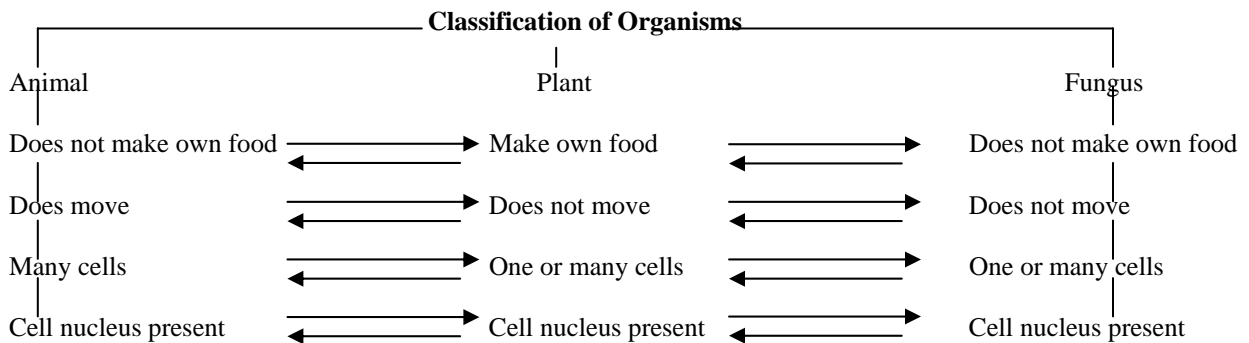 Classification of Organisms
Animal Plant Fungus
Does not make own food Make own food Does not make own food
Does move Does not move Does not move
Many cells One or many cells One or many cells
Cell nucleus present Cell nucleus present Cell nucleus present